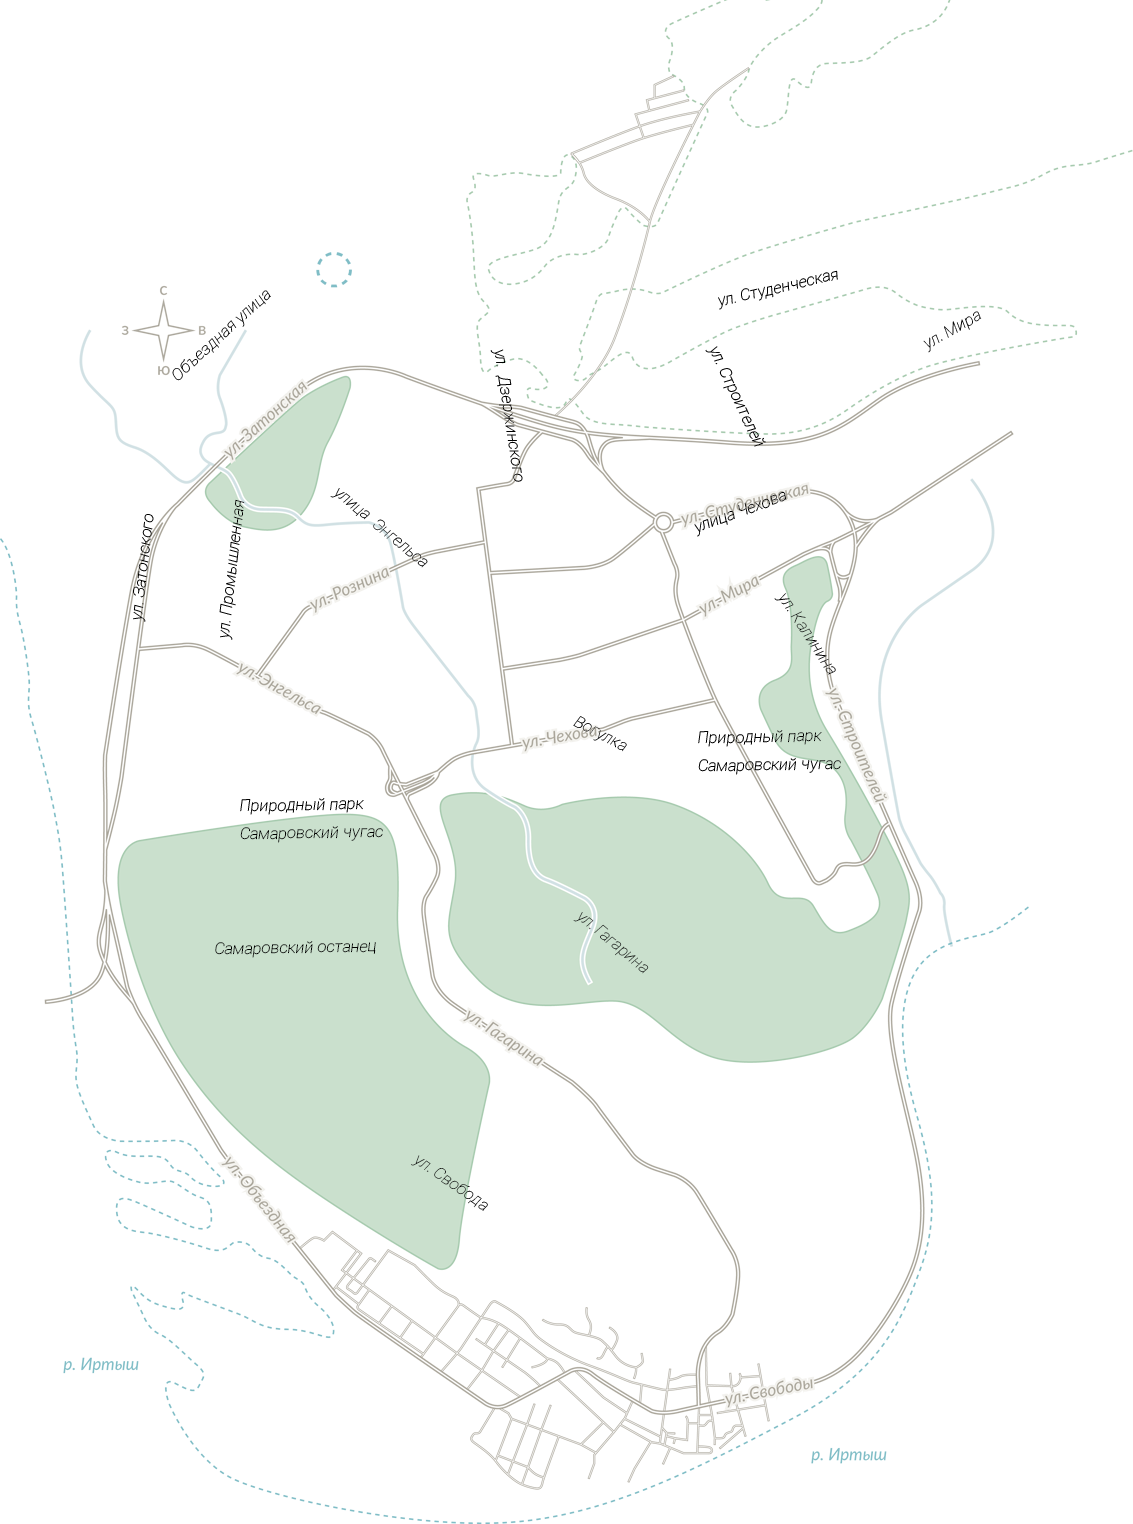 ул. Студенческая
С
З
В
Ю
Объездная улица
ул. Мира
ул. Строителей
ул. Дзержинского
ул. Затонская
улица Энгельса
ул. Студенческая
улица Чехова
ул. Затонского
ул. Промышленная
ул. Рознина
ул. Мира
ул. Калинина
ул. Энгельса
ул. Чехова
Вобулка
ул. Строителей
Природный парк
Самаровский чугас
Природный парк
Самаровский чугас
Самаровский останец
ул. Гагарина
ул. Гагарина
ул. Свобода
ул. Объездная
р. Иртыш
ул. Свободы
р. Иртыш